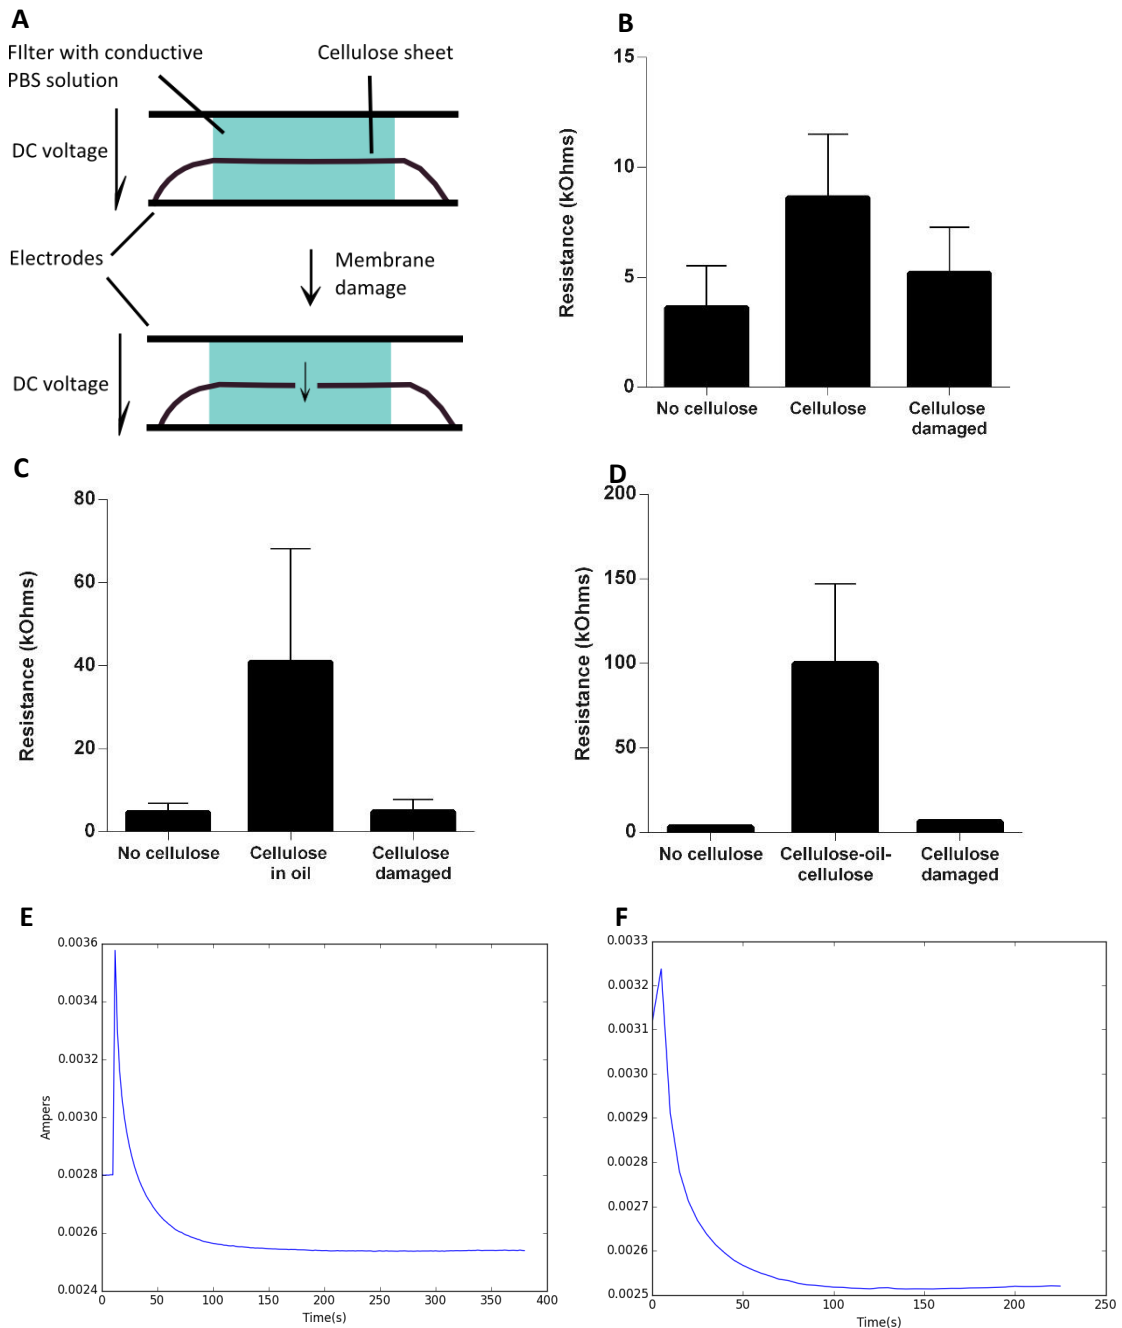 A
FIlter with conductive
PBS solution
Cellulose sheet
DC voltage
Electrodes
Membrane
damage
DC voltage
B
15
10
5
0
Resistance (kOhms)
No cellulose
Cellulose
Cellulose
damaged
C
80
60
40
20
0
Resistance (kOhms)
No cellulose
Cellulose
in oil
Cellulose
damaged
D
200
150
100
50
0
Resistance (kOhms)
No cellulose
Cellulose-oil-
cellulose
Cellulose
damaged
E
0.0036
0.0034
0.0032
0.0030
0.0028
0.0026
0.0024
Ampers
0 50 100 150 200 250 300 350 400
Time(s)
F
0.0033
0.0032
0.0031
0.0030
0.0029
0.0028
0.0027
0.0026
0.0025
0 50 100 150 200 250
Time(s)